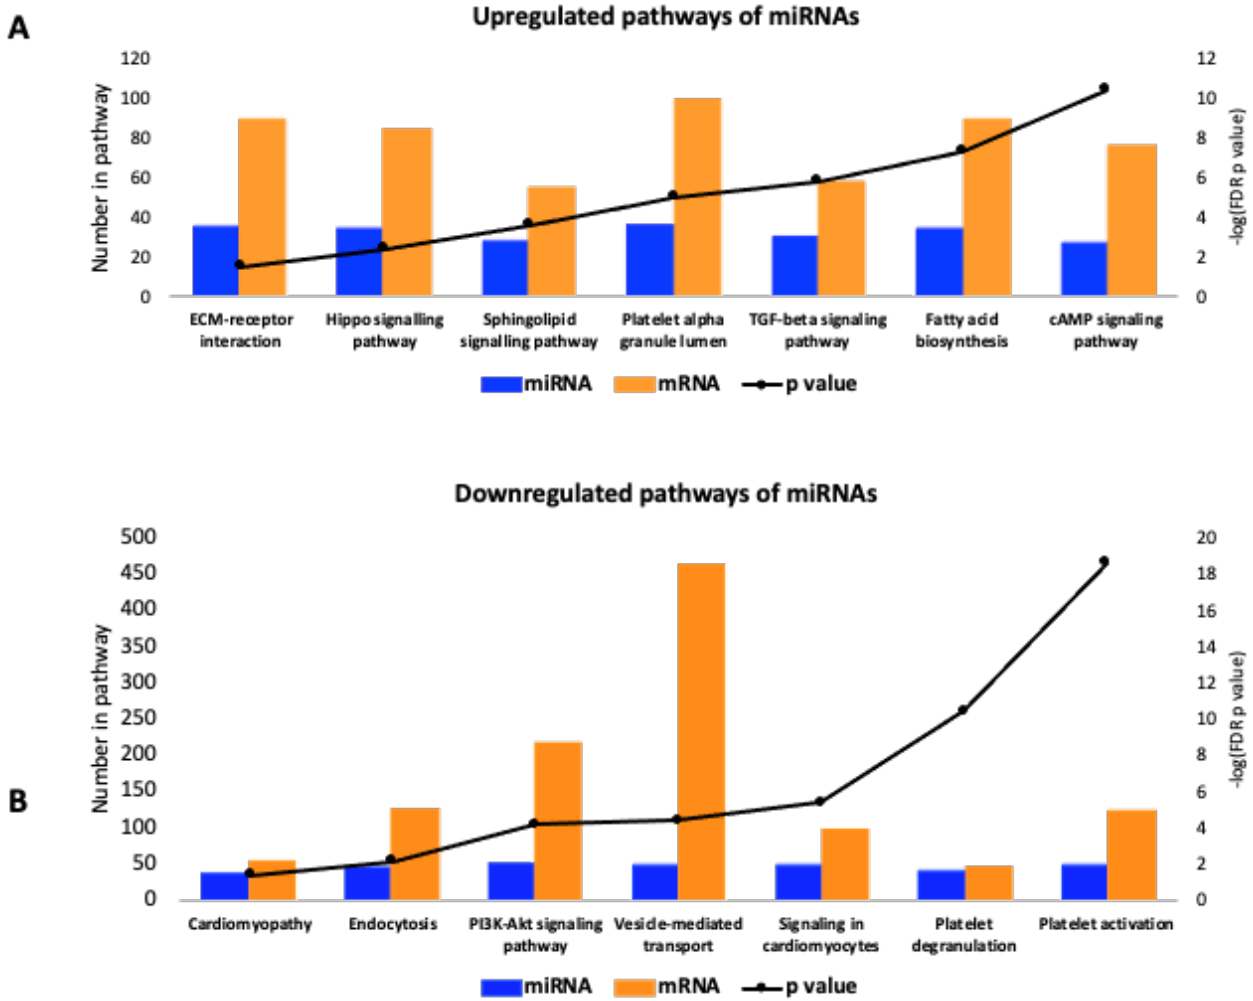 A
Upregulated pathways of miRNAs
Number in pathway
120
100
80
60
40
20
0
12
10
8
6
4
2
0
-log(FDR p value)
ECM-receptor
interaction
Hippo signalling
pathway
Sphingolipid
signalling pathway
Platelet alpha
granule lumen
TGF-beta signaling
pathway
Fatty acid
biosynthesis
cAMP signaling
pathway
miRNA mRNA p value
Downregulated pathways of miRNAs
B
Number in pathway
500
450
400
350
300
250
200
150
100
50
0
20
18
16
14
12
10
8
6
4
2
0
-log(FDR p value)
Cardiomyopathy
Endocytosis
PI3K-Akt signaling
pathway
Vesicle-mediated
transport
Signaling in
cardiomyocytes
Platelet
degranulation
Platelet activation
miRNA mRNA p value